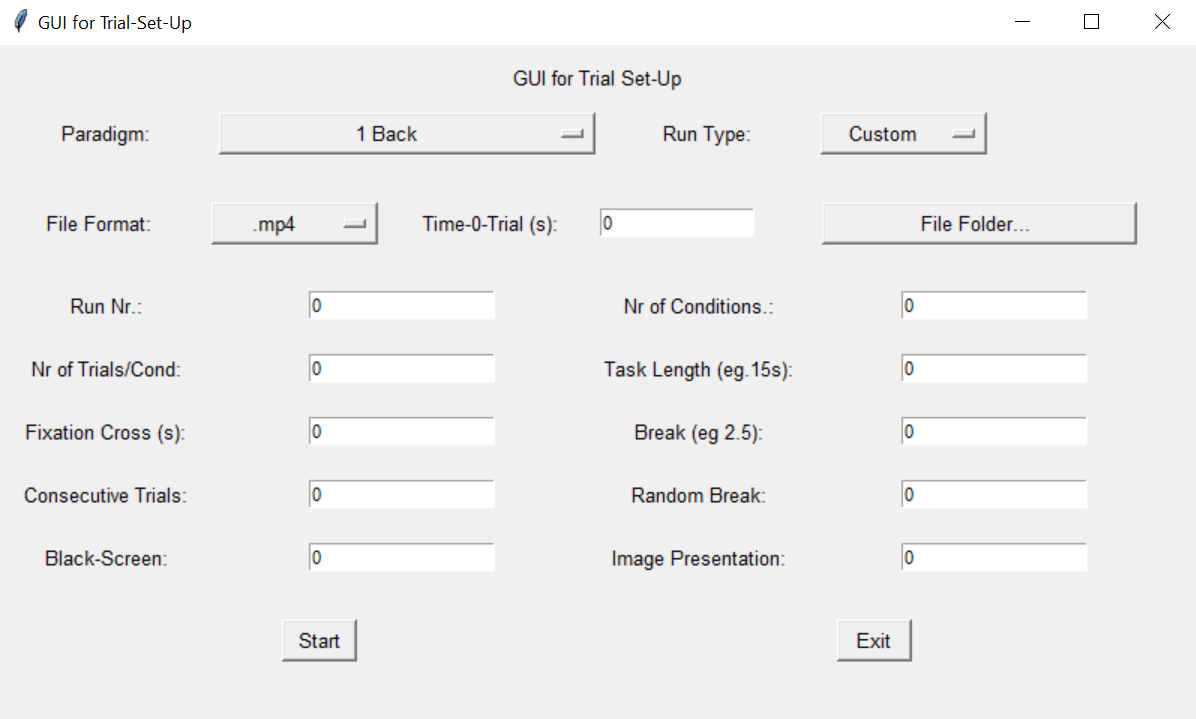 GUI for Trial-Set-Up
GUI for Trial Set-Up
Paradigm: 1 Back Run Type: Custom
File Format: .mp4 Time-0-Trial (s): 0 File Folder...
Run Nr.: 0 Nr of Conditions.: 0
Nr of Trials/Cond: 0 Task Length (eg.15s): 0
Fixation Cross (s): 0 Break (eg 2.5): 0
Consecutive Trials: 0 Random Break: 0
Black-Screen: 0 Image Presentation: 0
Start Exit